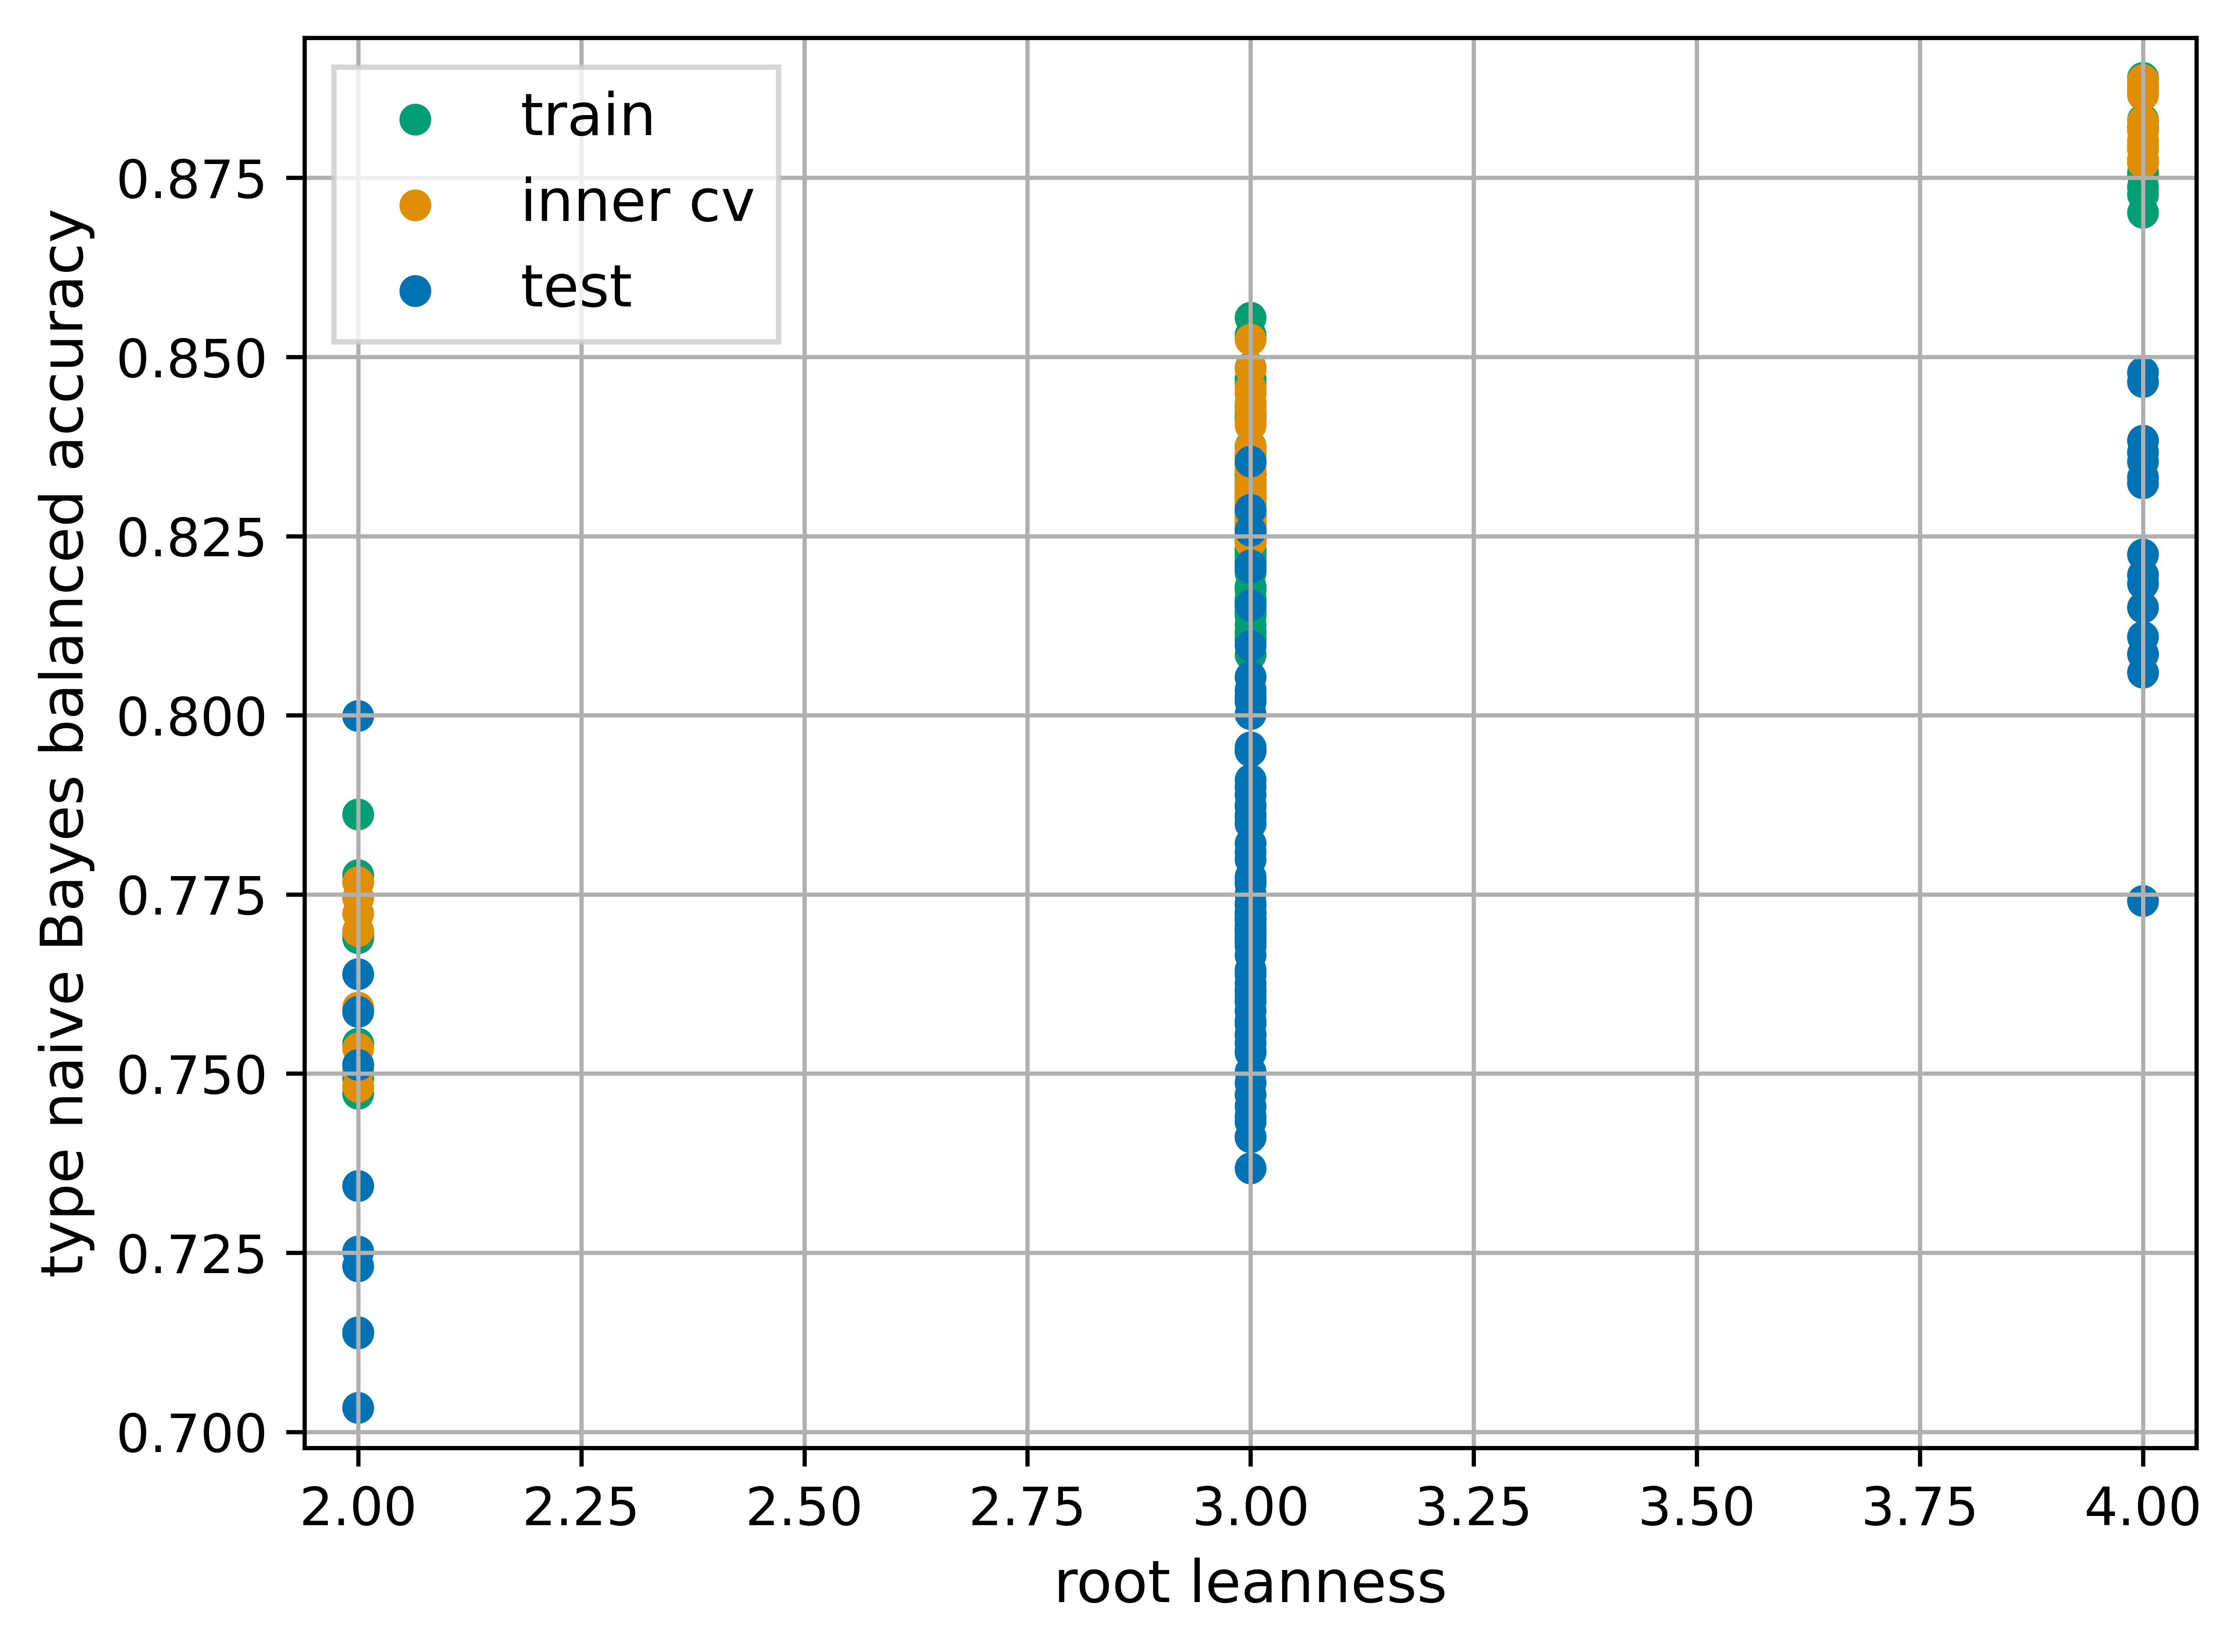 train
inner cv
test
type naive Bayes balanced accuracy
0.875
0.850
0.825
0.800
0.775
0.750
0.725
0.700
2.00 2.25 2.50 2.75 3.00 3.25 3.50 3.75 4.00
root leanness